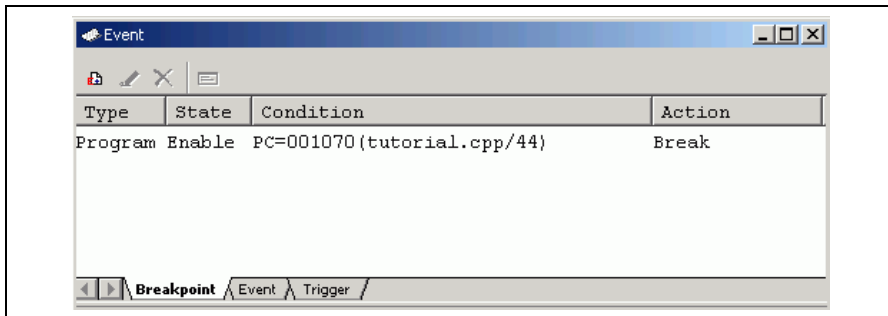 Event
Type State Condition Action
Program Enable PC=001070(tutorial.cpp/44) Break
Breakpoint Event Trigger